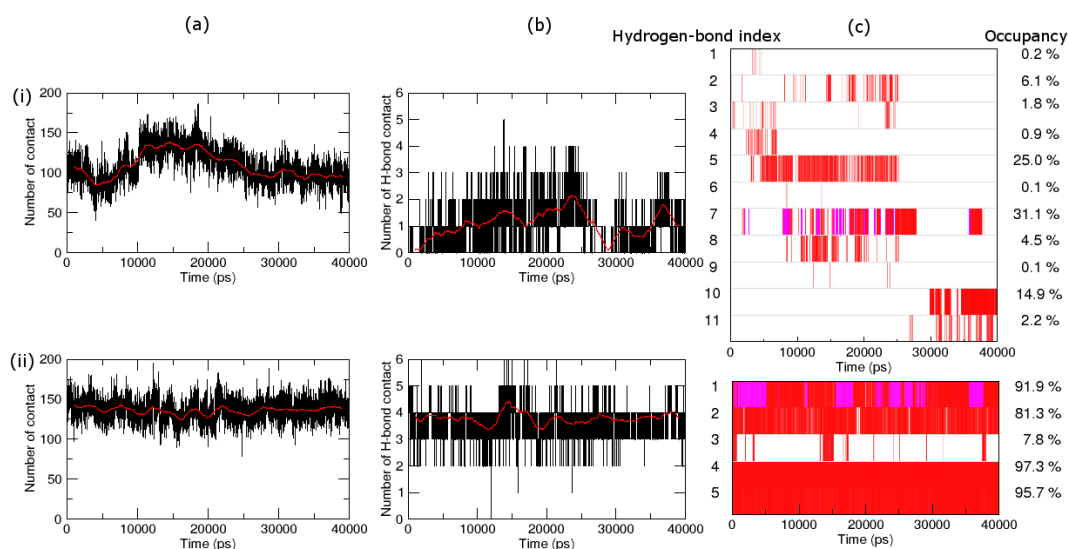 (a)
(b)
(c)
Hydrogen-bond index
Occupancy
(i)
Number of contact
200
150
100
50
0
0 10000 20000 30000 40000
Time (ps)
Number of H-bond contact
6
5
4
3
2
1
0
0 10000 20000 30000 40000
Time (ps)
1 0.2 %
2 6.1 %
3 1.8 %
4 0.9 %
5 25.0 %
6 0.1 %
7 31.1 %
8 4.5 %
9 0.1 %
10 14.9 %
11 2.2 %
0 10000 20000 30000 40000
Time (ps)
(ii)
Number of contact
200
150
100
50
0
0 10000 20000 30000 40000
Time (ps)
Number of H-bond contact
6
5
4
3
2
1
0
0 10000 20000 30000 40000
Time (ps)
1 91.9 %
2 81.3 %
3 7.8 %
4 97.3 %
5 95.7 %
0 10000 20000 30000 40000
Time (ps)